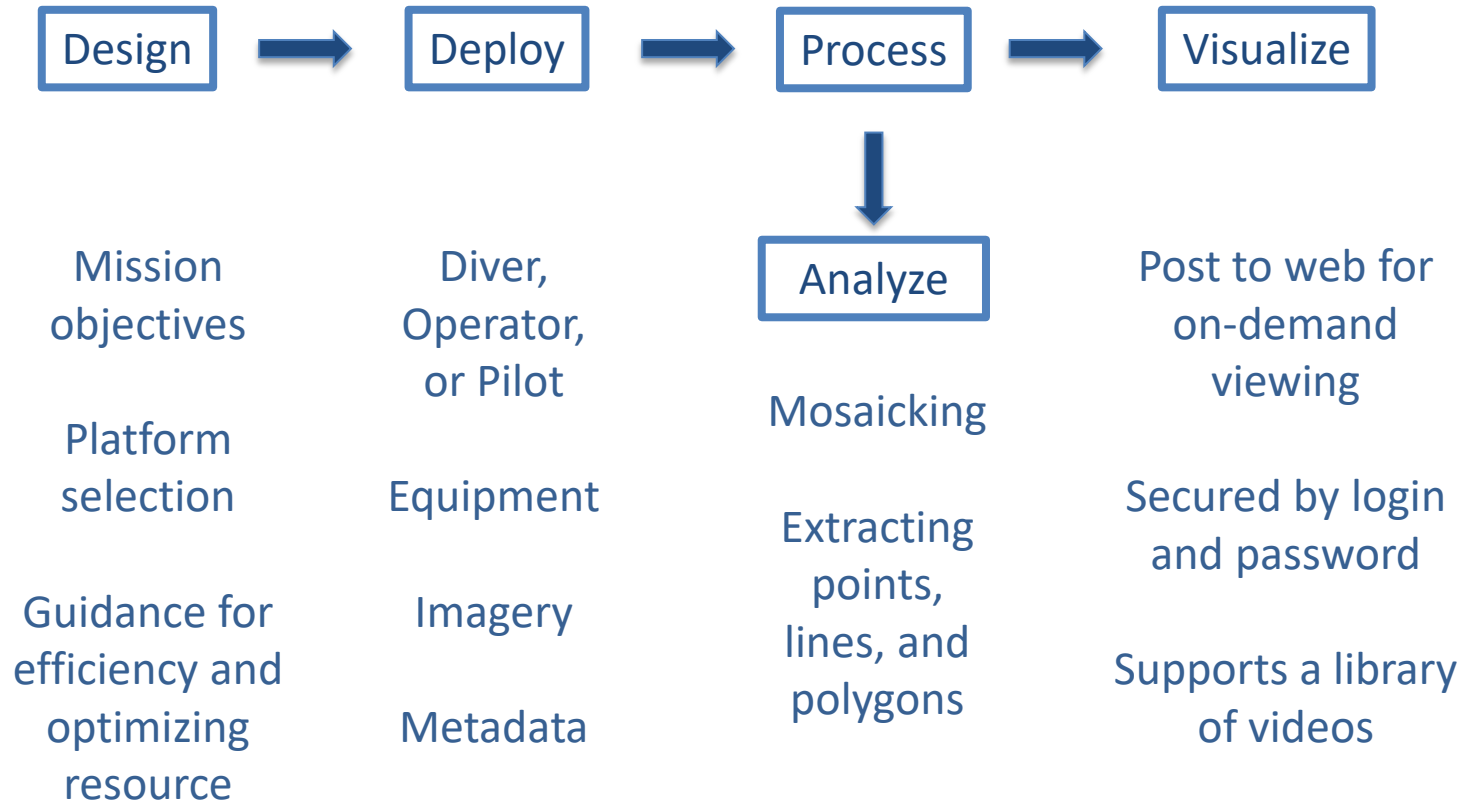 Design
Deploy
Process
Visualize
Mission
objectives
Platform
selection
Guidance for
efficiency and
optimizing
resource
Diver,
Operator,
or Pilot
Equipment
Imagery
Metadata
Analyze
Mosaicking
Extracting
points,
lines, and
polygons
Post to web for
on-demand
viewing
Secured by login
and password
Supports a library
of videos